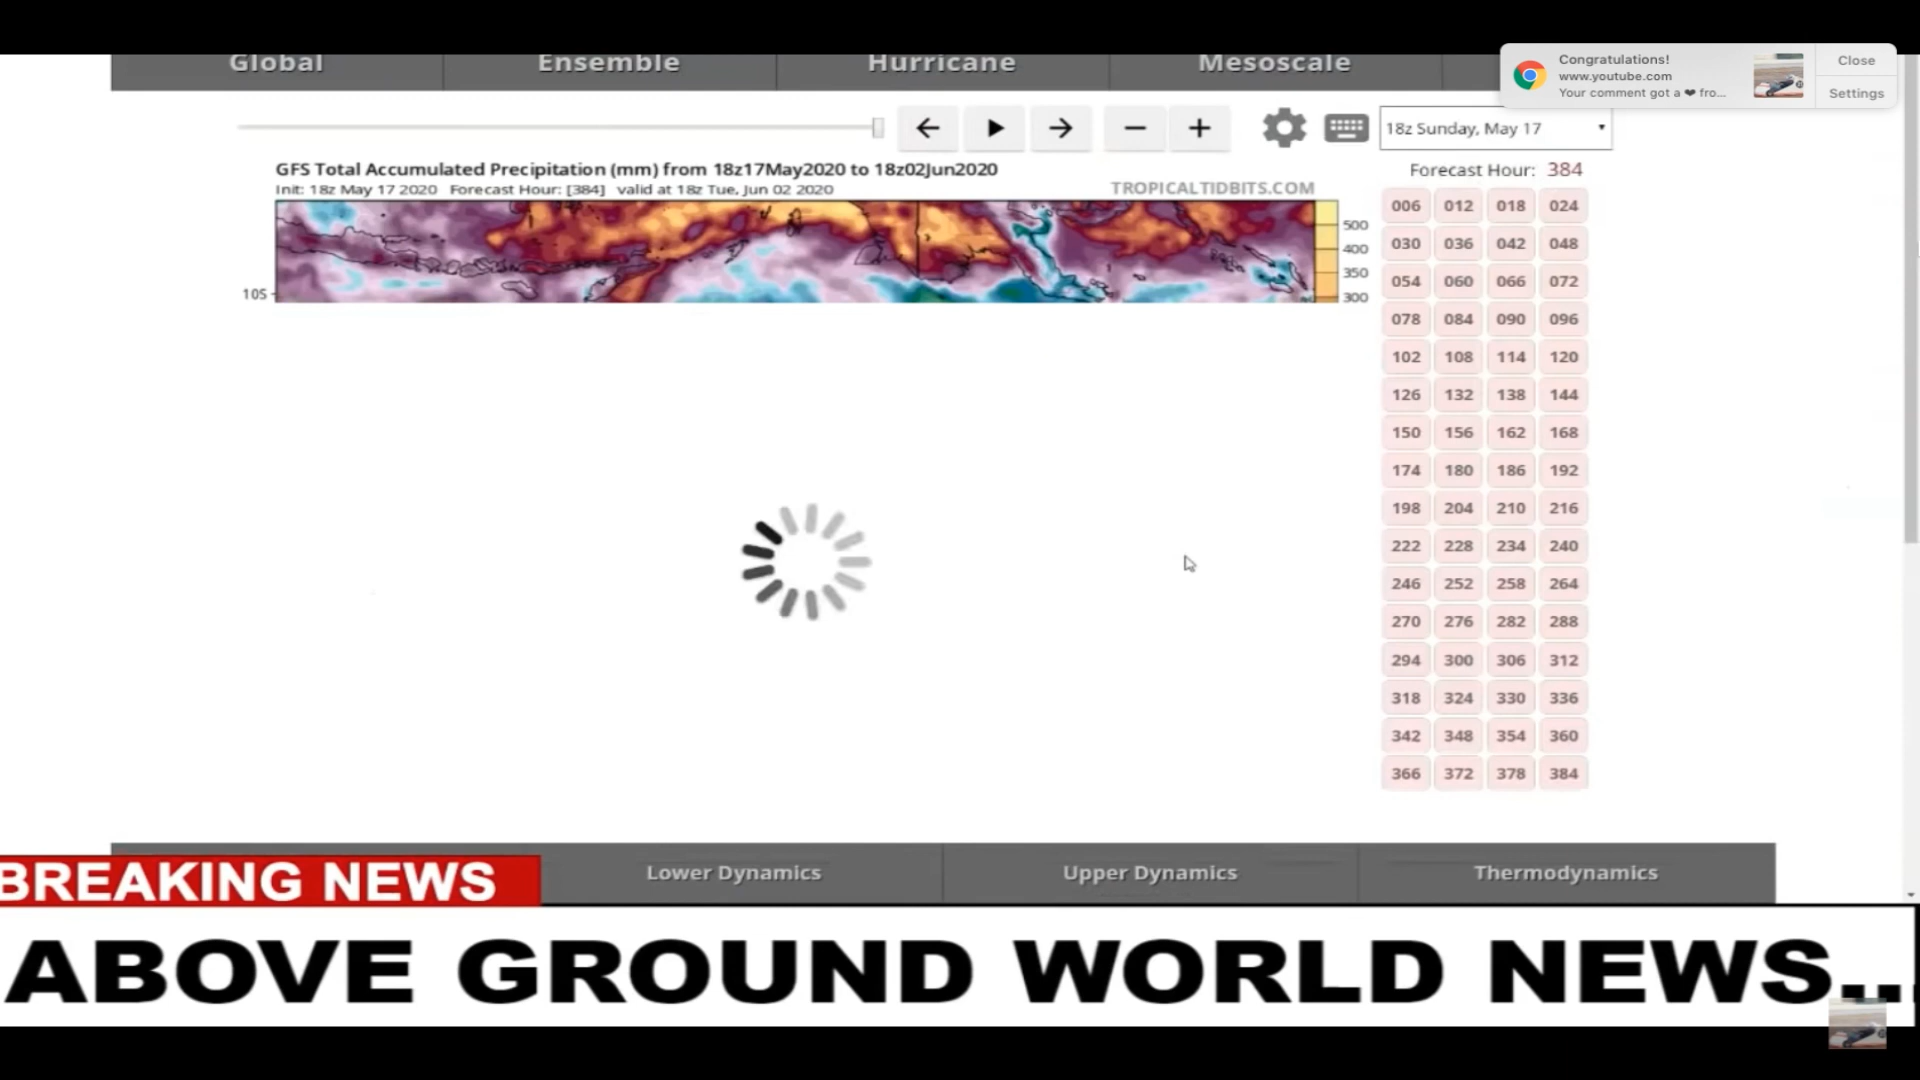 Global Ensemble Hurricane Mesoscale
Congratulations!
www.youtube.com
Your comment got a ❤ fro...
Close
Settings
18z Sunday, May 17
GFS Total Accumulated Precipitation (mm) from 18z17May2020 to 18z02Jun2020
Init: 18z May 17 2020 Forecast Hour: [384] valid at 18z Tue, Jun 02 2020
TROPICALTIDBITS.COM
10S
500
400
350
300
Forecast Hour: 384
006 012 018 024
030 036 042 048
054 060 066 072
078 084 090 096
102 108 114 120
126 132 138 144
150 156 162 168
174 180 186 192
198 204 210 216
222 228 234 240
246 252 258 264
270 276 282 288
294 300 306 312
318 324 330 336
342 348 354 360
366 372 378 384
Lower Dynamics Upper Dynamics Thermodynamics
BREAKING NEWS
ABOVE GROUND WORLD NEWS...